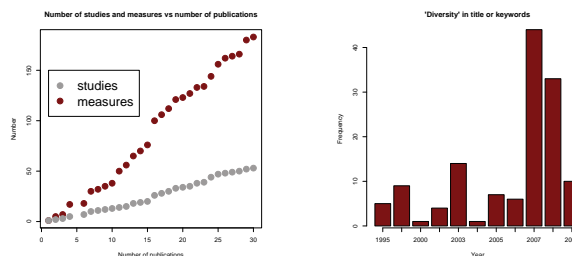 Number of studies and measures vs number of publications
Number
150
100
50
0
studies
measures
0 5 10 15 20 25 30
Number of publications
'Diversity' in title or keywords
Frequency
40
30
20
10
0
1995 2000 2003 2005 2007
Year